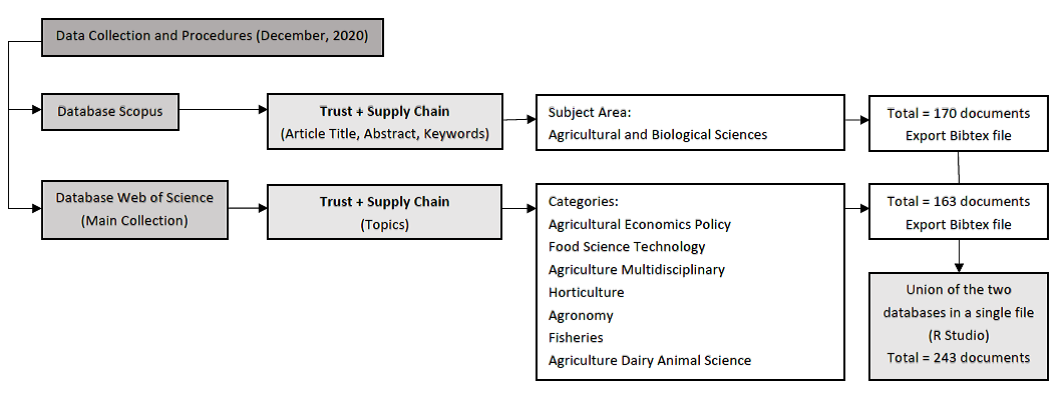 Data Collection and Procedures (December, 2020)
Database Scopus
Trust + Supply Chain
(Article Title, Abstract, Keywords)
Subject Area:
Agricultural and Biological Sciences
Total = 170 documents
Export Bibtex file
Database Web of Science
(Main Collection)
Trust + Supply Chain
(Topics)
Categories:
Agricultural Economics Policy
Food Science Technology
Agriculture Multidisciplinary
Horticulture
Agronomy
Fisheries
Agriculture Dairy Animal Science
Total = 163 documents
Export Bibtex file
Union of the two
databases in a single file
(R Studio)
Total = 243 documents